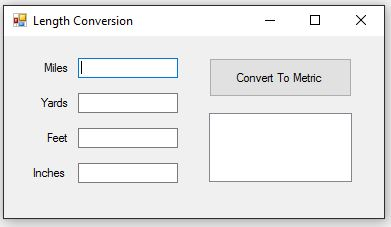 Length Conversion
Miles
Convert To Metric
Yards
Feet
Inches